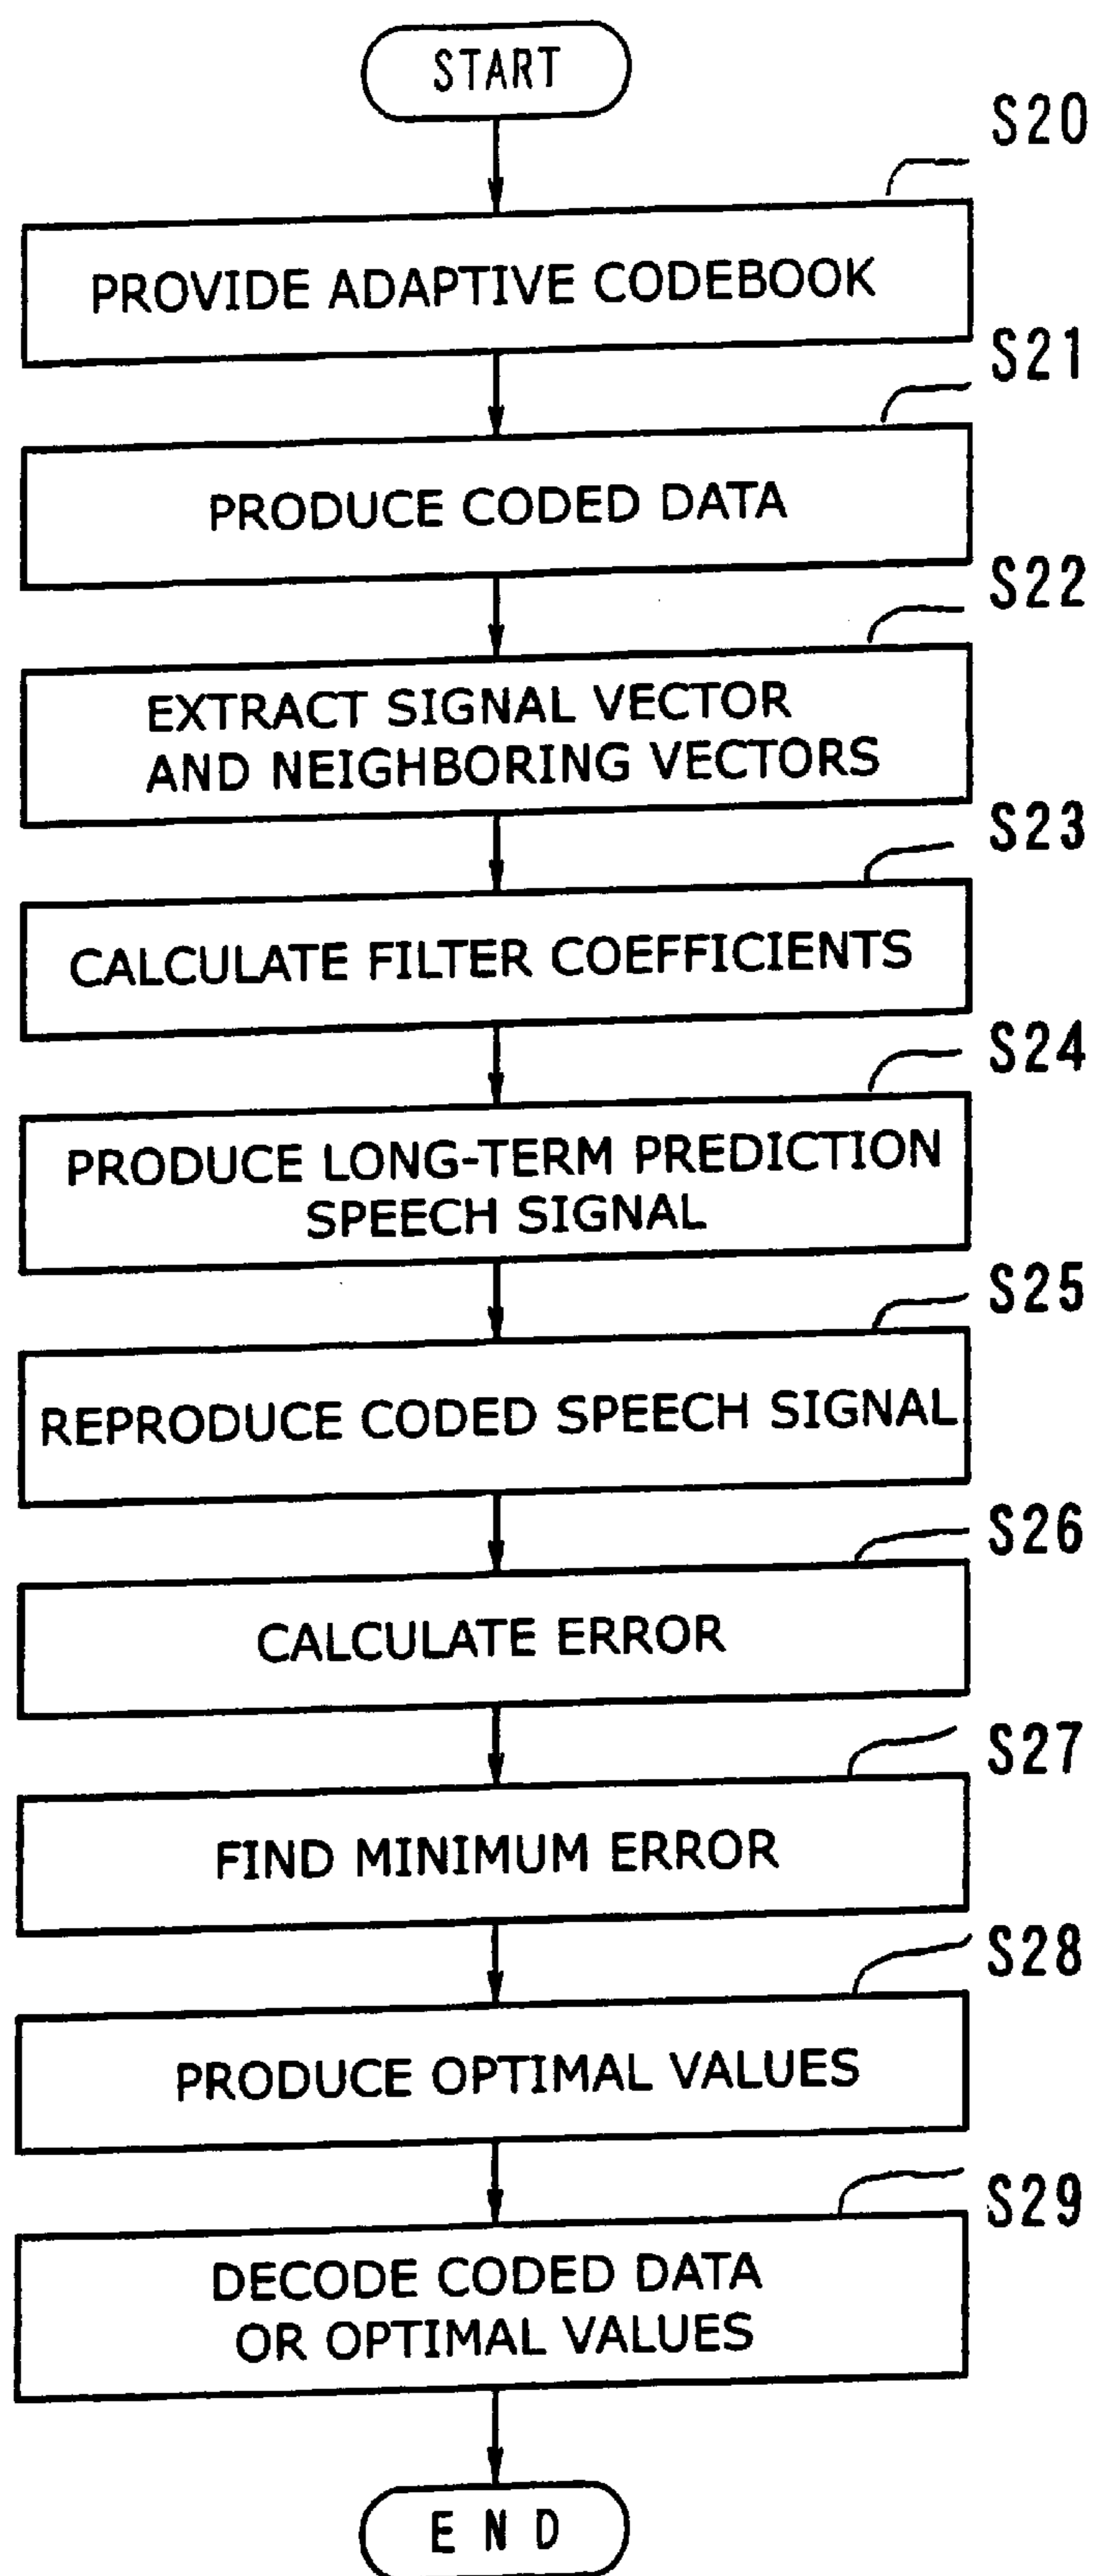 START
S20
PROVIDE ADAPTIVE CODEBOOK
S21
PRODUCE CODED DATA
S22
EXTRACT SIGNAL VECTOR
AND NEIGHBORING VECTORS
S23
CALCULATE FILTER COEFFICIENTS
S24
PRODUCE LONG-TERM PREDICTION
SPEECH SIGNAL
S25
REPRODUCE CODED SPEECH SIGNAL
S26
CALCULATE ERROR
S27
FIND MINIMUM ERROR
S28
PRODUCE OPTIMAL VALUES
S29
DECODE CODED DATA
OR OPTIMAL VALUES
END